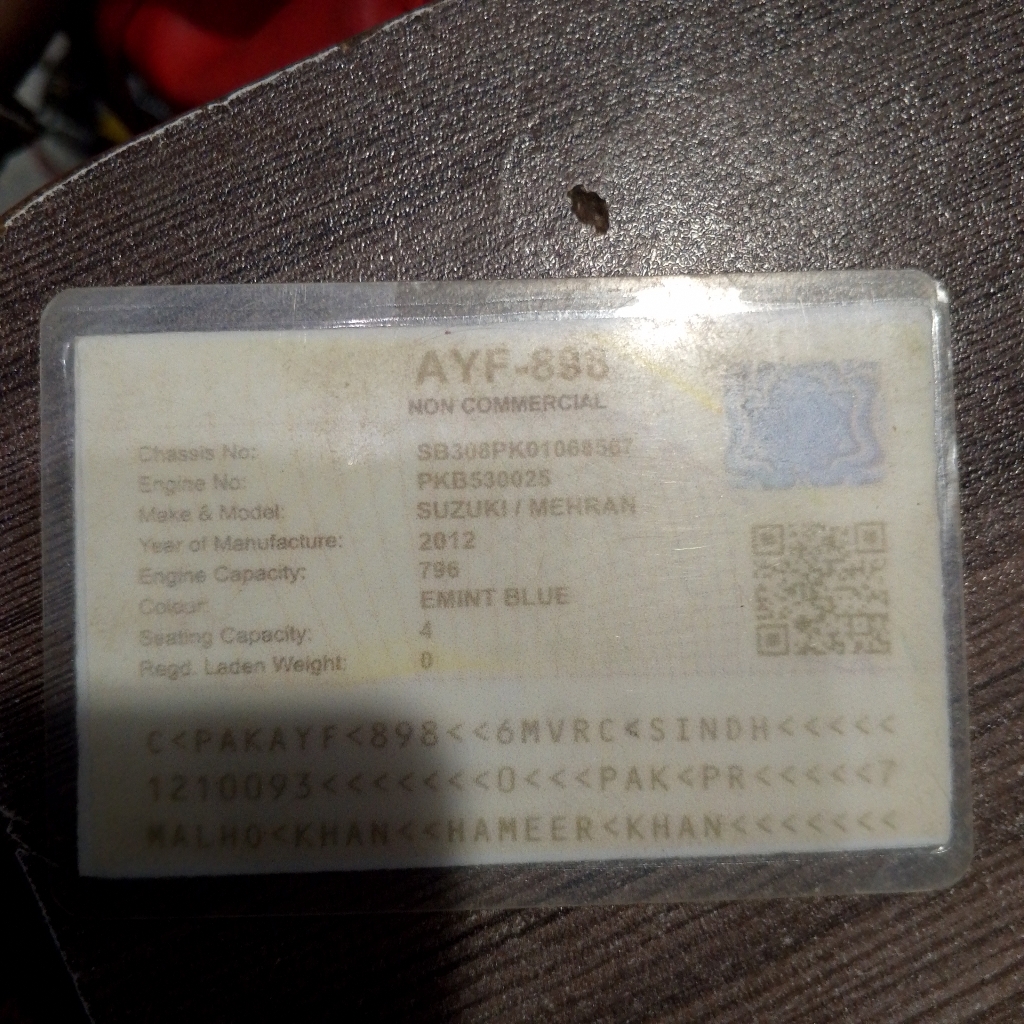 AYF-898
NON COMMERCIAL
Chassis No: SB308PK01068567
Engine No: PKB530025
Make & Model: SUZUKI / MEHRAN
Year of Manufacture: 2012
Engine Capacity: 796
Colour: EMINT BLUE
Seating Capacity: 4
Regd. Laden Weight: 0
C<PAKAYF<898<<6MVRC<SINDH<<<<<
1210093<<<<<<<0<<<PAK<PR<<<<<7
MALHO<KHAN<<HAMEER<KHAN<<<<<<<